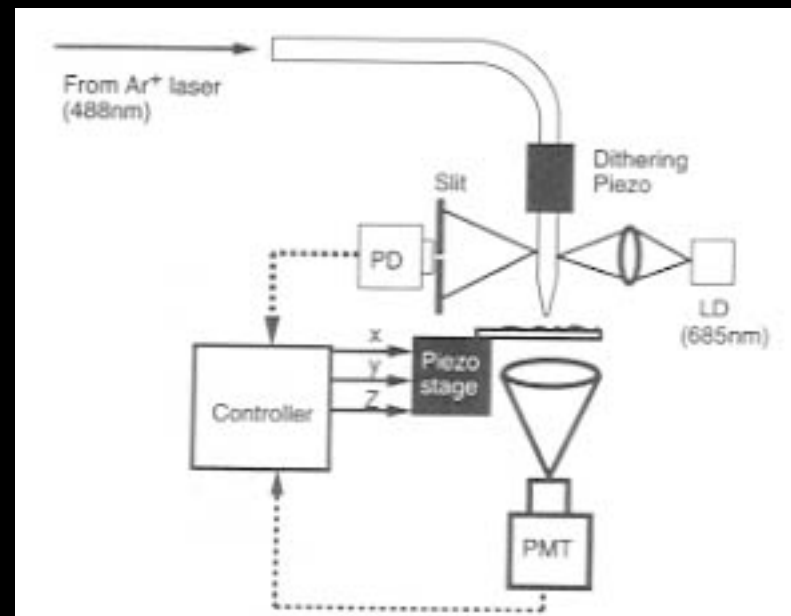 From Ar⁺ laser
(488nm)
Dithering
Piezo
Slit
PD
LD
(685nm)
x
y
Z
Piezo
stage
Controller
PMT